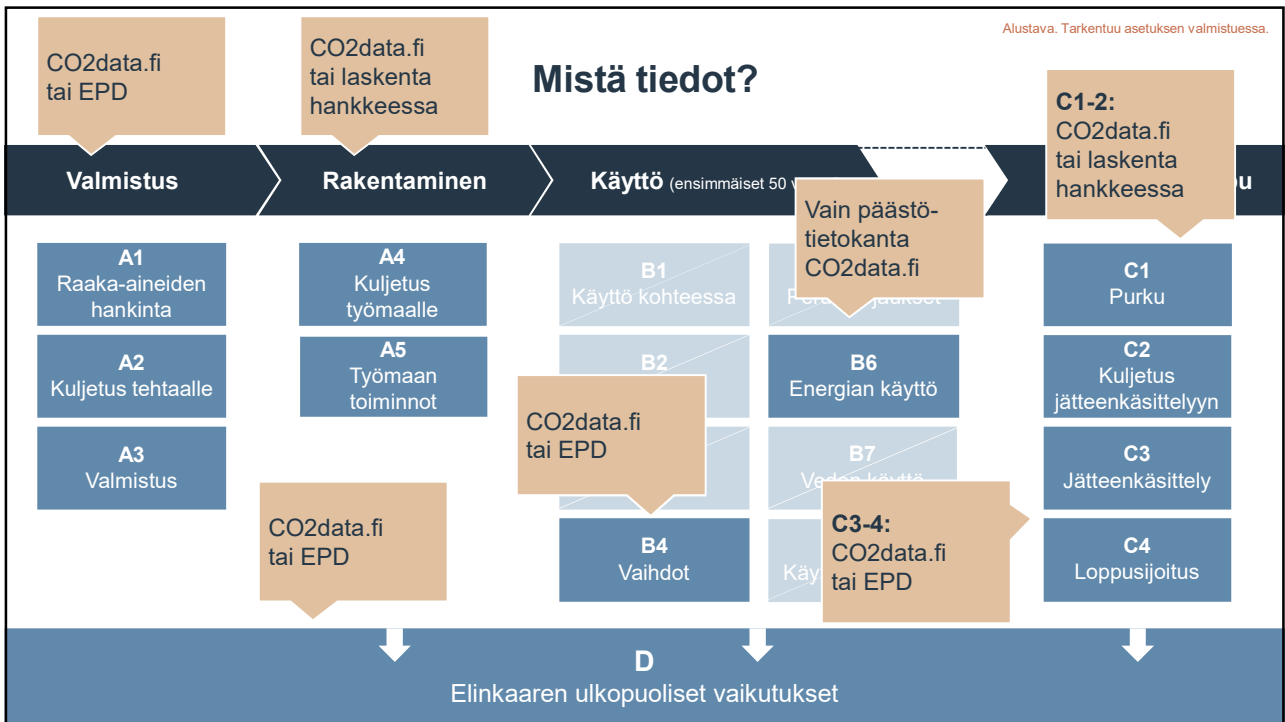 Alustava. Tarkentuu asetuksen valmistuessa.
Mistä tiedot?
CO2data.fi
tai EPD
CO2data.fi
tai laskenta
hankkeessa
C1-2:
CO2data.fi
tai laskenta
hankkeessa
Valmistus
Rakentaminen
Käyttö (ensimmäiset 50
Vain päästö-
tietokanta
CO2data.fi
A1
Raaka-aineiden
hankinta
A2
Kuljetus tehtaalle
A3
Valmistus
A4
Kuljetus
työmaalle
A5
Työmaan
toiminnot
CO2data.fi
tai EPD
B1
Käyttö kohteessa
B2
CO2data.fi
tai EPD
B4
Vaihdot
B6
Energian käyttö
B7
Veden käyttö
C3-4:
CO2data.fi
tai EPD
C1
Purku
C2
Kuljetus
jätteenkäsittelyyn
C3
Jätteenkäsittely
C4
Loppusijoitus
D
Elinkaaren ulkopuoliset vaikutukset